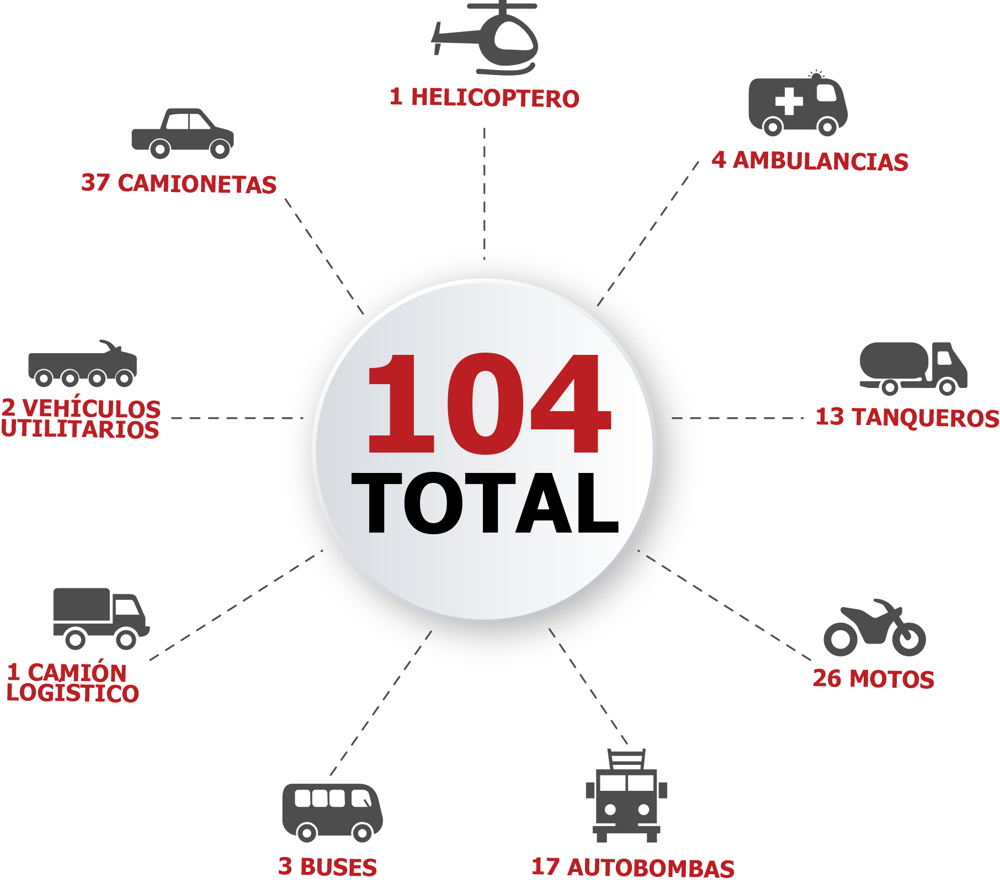 1 HELICOPTERO
4 AMBULANCIAS
37 CAMIONETAS
2 VEHÍCULOS
UTILITARIOS
104
TOTAL
13 TANQUEROS
1 CAMIÓN
LOGÍSTICO
26 MOTOS
3 BUSES
17 AUTOBOMBAS